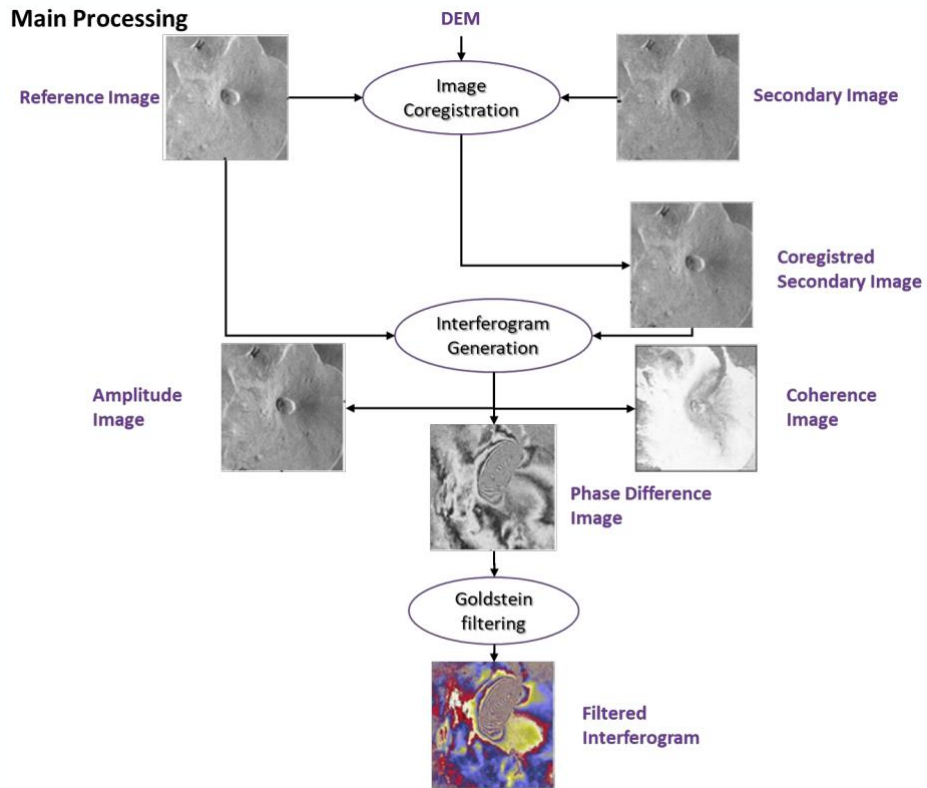 Main Processing
DEM
Reference Image
Image
Coregistration
Secondary Image
Coregistred
Secondary Image
Interferogram
Generation
Amplitude
Image
Coherence
Image
Phase Difference
Image
Goldstein
filtering
Filtered
Interferogram